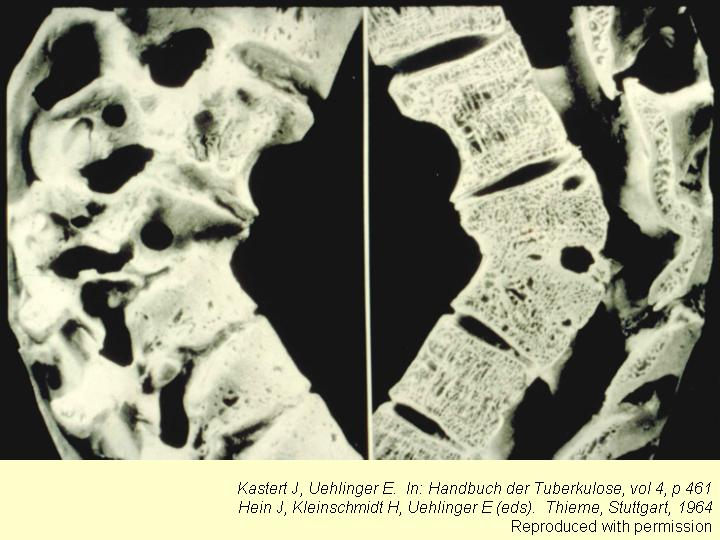 Kastert J, Uehlinger E. In: Handbuch der Tuberkulose, vol 4, p 461
Hein J, Kleinschmidt H, Uehlinger E (eds). Thieme, Stuttgart, 1964
Reproduced with permission